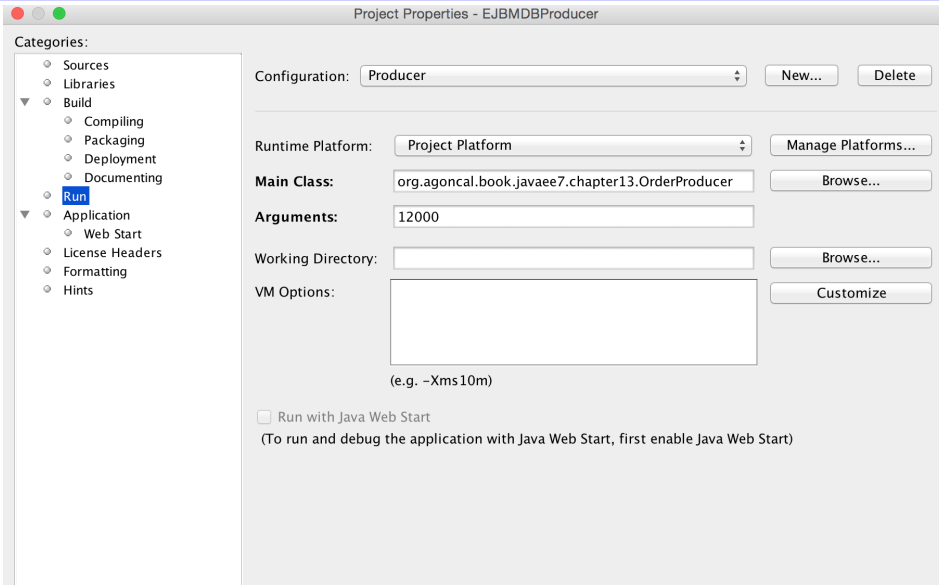 Project Properties - EJBMDBProducer
Categories:
Sources
Libraries
Build
Compiling
Packaging
Deployment
Documenting
Run
Application
Web Start
License Headers
Formatting
Hints
Configuration: Producer New... Delete
Runtime Platform: Project Platform Manage Platforms...
Main Class: org.agoncal.book.javaee7.chapter13.OrderProducer Browse...
Arguments: 12000
Working Directory: Browse...
VM Options: Customize
(e.g. -Xms10m)
Run with Java Web Start
(To run and debug the application with Java Web Start, first enable Java Web Start)